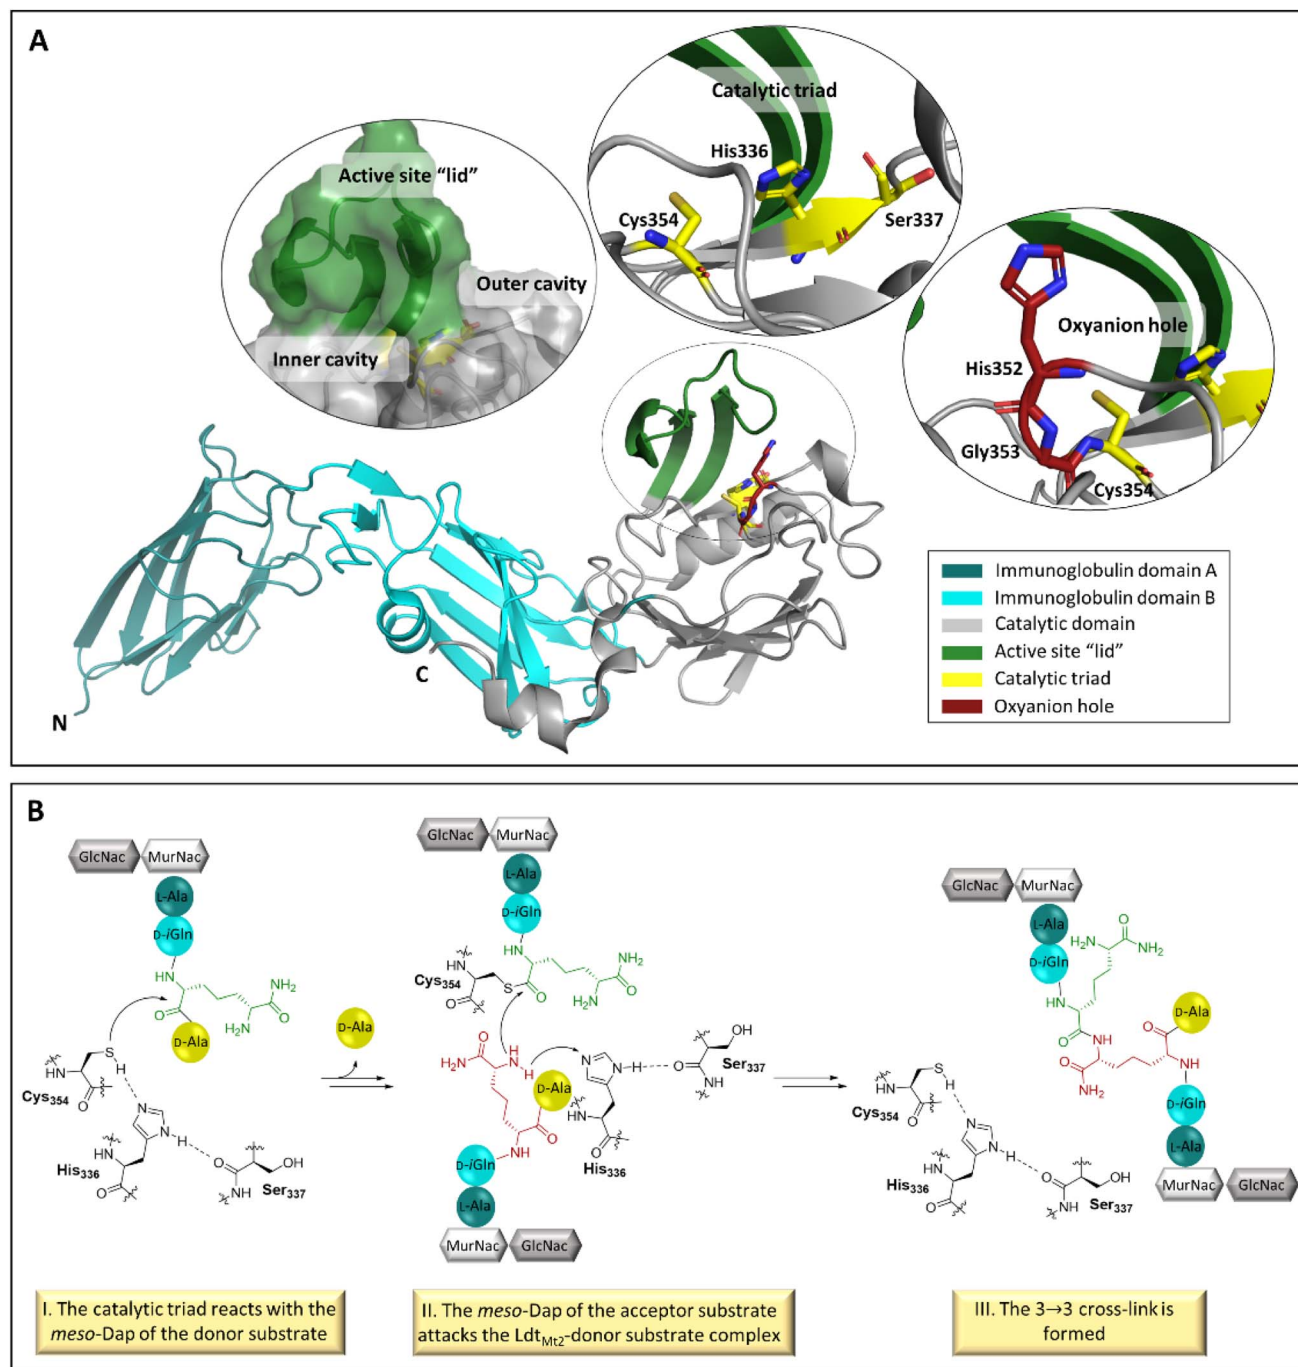 A
Catalytic triad
His336
Cys354
Ser337
Active site “lid”
Outer cavity
Inner cavity
Oxyanion hole
His352
Gly353
Cys354
N
C
Immunoglobulin domain A
Immunoglobulin domain B
Catalytic domain
Active site “lid”
Catalytic triad
Oxyanion hole
B
GlcNac MurNac
L-Ala
D-iGln
NH
NH₂
O
H₂N
O
D-Ala
S
H
HN
O
Cys₃₅₄
N
N
H
HN
O
His₃₃₆
O
NH
OH
Ser₃₃₇
D-Ala
GlcNac MurNac
L-Ala
D-iGln
NH
HN
Cys₃₅₄
O
S
O
NH₂
O
H₂N
O
H₂N
H
N
H
D-Ala
O
NH
D-iGln
L-Ala
MurNac GlcNac
N
N
H
HN
O
His₃₃₆
O
NH
OH
Ser₃₃₇
GlcNac MurNac
L-Ala
D-iGln
HN
H₂N
O
NH₂
O
NH
O
NH₂
O
D-Ala
NH
D-iGln
L-Ala
MurNac GlcNac
S
H
HN
O
Cys₃₅₄
N
N
H
HN
O
His₃₃₆
O
NH
OH
Ser₃₃₇
I. The catalytic triad reacts with the
meso-Dap of the donor substrate
II. The meso-Dap of the acceptor substrate
attacks the Ldt_Mt2-donor substrate complex
III. The 3→3 cross-link is
formed